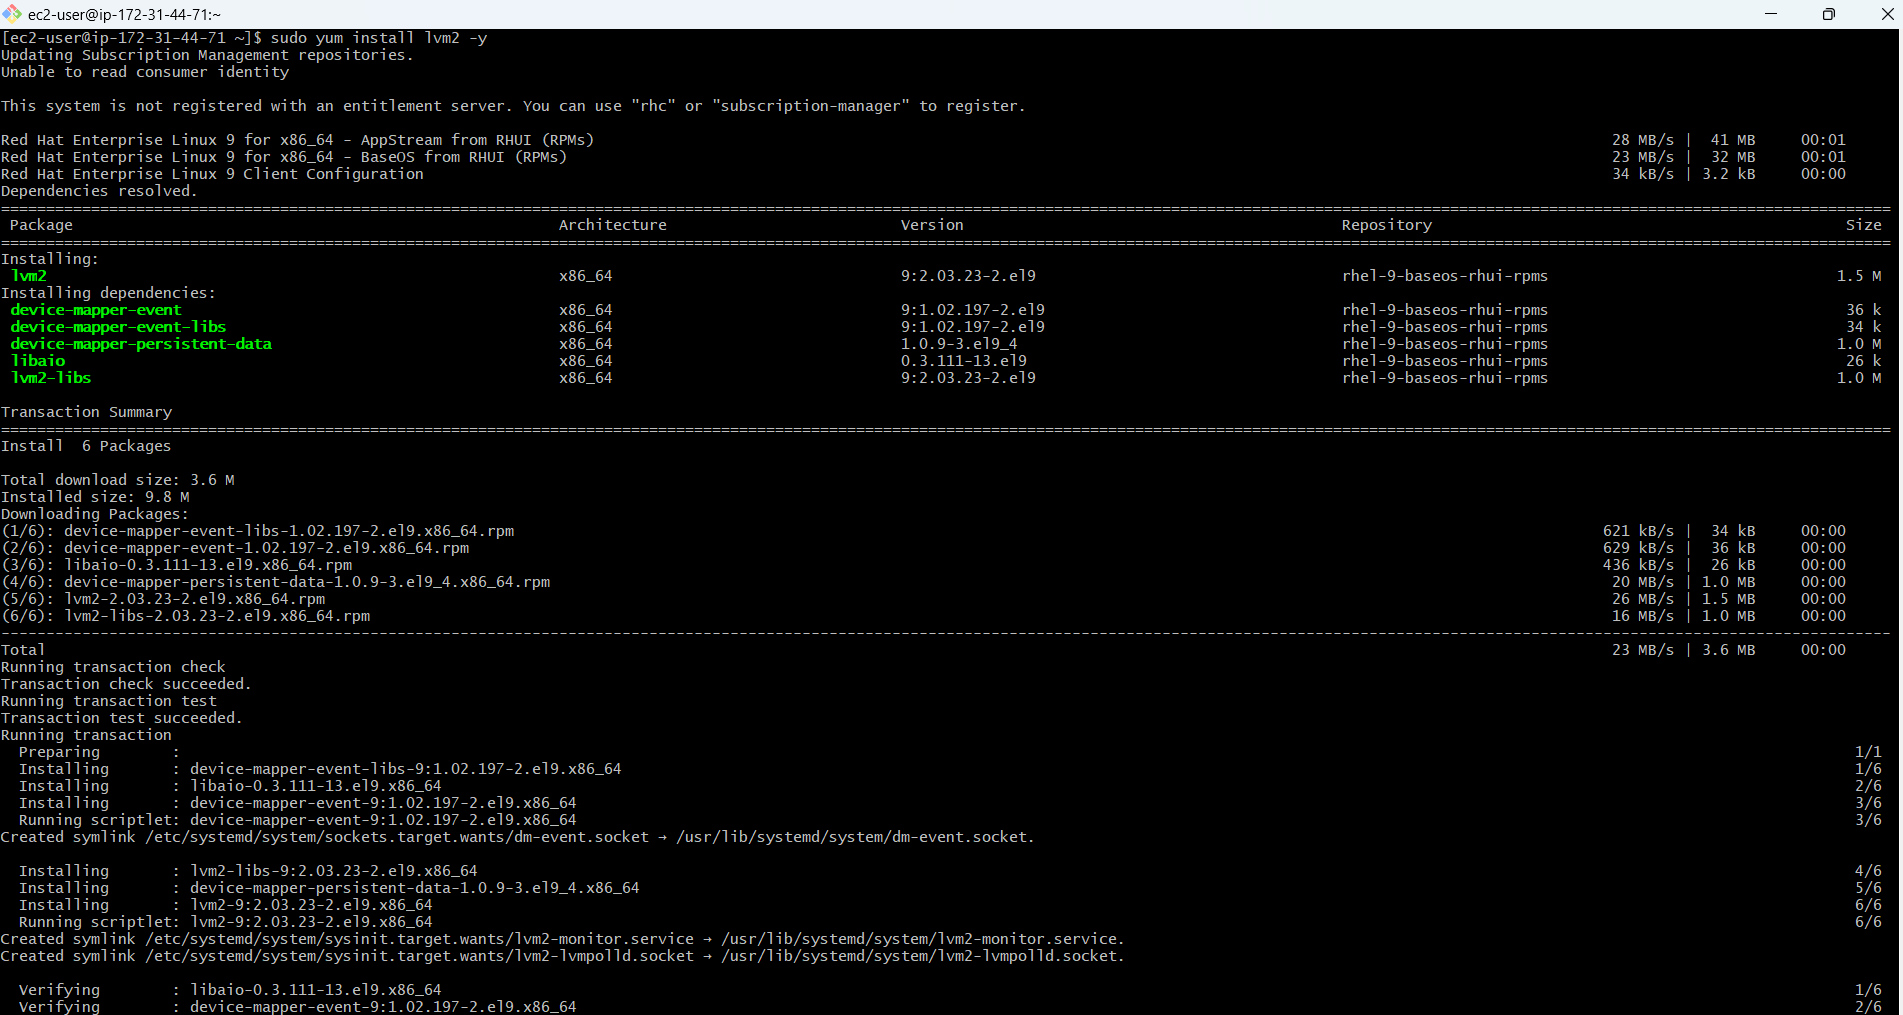 ec2-user@ip-172-31-44-71:~
[ec2-user@ip-172-31-44-71 ~]$ sudo yum install lvm2 -y
Updating Subscription Management repositories.
Unable to read consumer identity
This system is not registered with an entitlement server. You can use "rhc" or "subscription-manager" to register.
Red Hat Enterprise Linux 9 for x86_64 - AppStream from RHUI (RPMs) 28 MB/s | 41 MB 00:01
Red Hat Enterprise Linux 9 for x86_64 - BaseOS from RHUI (RPMs) 23 MB/s | 32 MB 00:01
Red Hat Enterprise Linux 9 Client Configuration 34 kB/s | 3.2 kB 00:00
Dependencies resolved.
================================================================================
Package Architecture Version Repository Size
================================================================================
Installing:
lvm2 x86_64 9:2.03.23-2.el9 rhel-9-baseos-rhui-rpms 1.5 M
Installing dependencies:
device-mapper-event x86_64 9:1.02.197-2.el9 rhel-9-baseos-rhui-rpms 36 k
device-mapper-event-libs x86_64 9:1.02.197-2.el9 rhel-9-baseos-rhui-rpms 34 k
device-mapper-persistent-data x86_64 1.0.9-3.el9_4 rhel-9-baseos-rhui-rpms 1.0 M
libaio x86_64 0.3.111-13.el9 rhel-9-baseos-rhui-rpms 26 k
lvm2-libs x86_64 9:2.03.23-2.el9 rhel-9-baseos-rhui-rpms 1.0 M
Transaction Summary
================================================================================
Install 6 Packages
Total download size: 3.6 M
Installed size: 9.8 M
Downloading Packages:
(1/6): device-mapper-event-libs-1.02.197-2.el9.x86_64.rpm 621 kB/s | 34 kB 00:00
(2/6): device-mapper-event-1.02.197-2.el9.x86_64.rpm 629 kB/s | 36 kB 00:00
(3/6): libaio-0.3.111-13.el9.x86_64.rpm 436 kB/s | 26 kB 00:00
(4/6): device-mapper-persistent-data-1.0.9-3.el9_4.x86_64.rpm 20 MB/s | 1.0 MB 00:00
(5/6): lvm2-2.03.23-2.el9.x86_64.rpm 26 MB/s | 1.5 MB 00:00
(6/6): lvm2-libs-2.03.23-2.el9.x86_64.rpm 16 MB/s | 1.0 MB 00:00
--------------------------------------------------------------------------------
Total 23 MB/s | 3.6 MB 00:00
Running transaction check
Transaction check succeeded.
Running transaction test
Transaction test succeeded.
Running transaction
Preparing : 1/1
Installing : device-mapper-event-libs-9:1.02.197-2.el9.x86_64 1/6
Installing : libaio-0.3.111-13.el9.x86_64 2/6
Installing : device-mapper-event-9:1.02.197-2.el9.x86_64 3/6
Running scriptlet: device-mapper-event-9:1.02.197-2.el9.x86_64 3/6
Created symlink /etc/systemd/system/sockets.target.wants/dm-event.socket → /usr/lib/systemd/system/dm-event.socket.
Installing : lvm2-libs-9:2.03.23-2.el9.x86_64 4/6
Installing : device-mapper-persistent-data-1.0.9-3.el9_4.x86_64 5/6
Installing : lvm2-9:2.03.23-2.el9.x86_64 6/6
Running scriptlet: lvm2-9:2.03.23-2.el9.x86_64 6/6
Created symlink /etc/systemd/system/sysinit.target.wants/lvm2-monitor.service → /usr/lib/systemd/system/lvm2-monitor.service.
Created symlink /etc/systemd/system/sysinit.target.wants/lvm2-lvmpolld.socket → /usr/lib/systemd/system/lvm2-lvmpolld.socket.
Verifying : libaio-0.3.111-13.el9.x86_64 1/6
Verifying : device-mapper-event-9:1.02.197-2.el9.x86_64 2/6